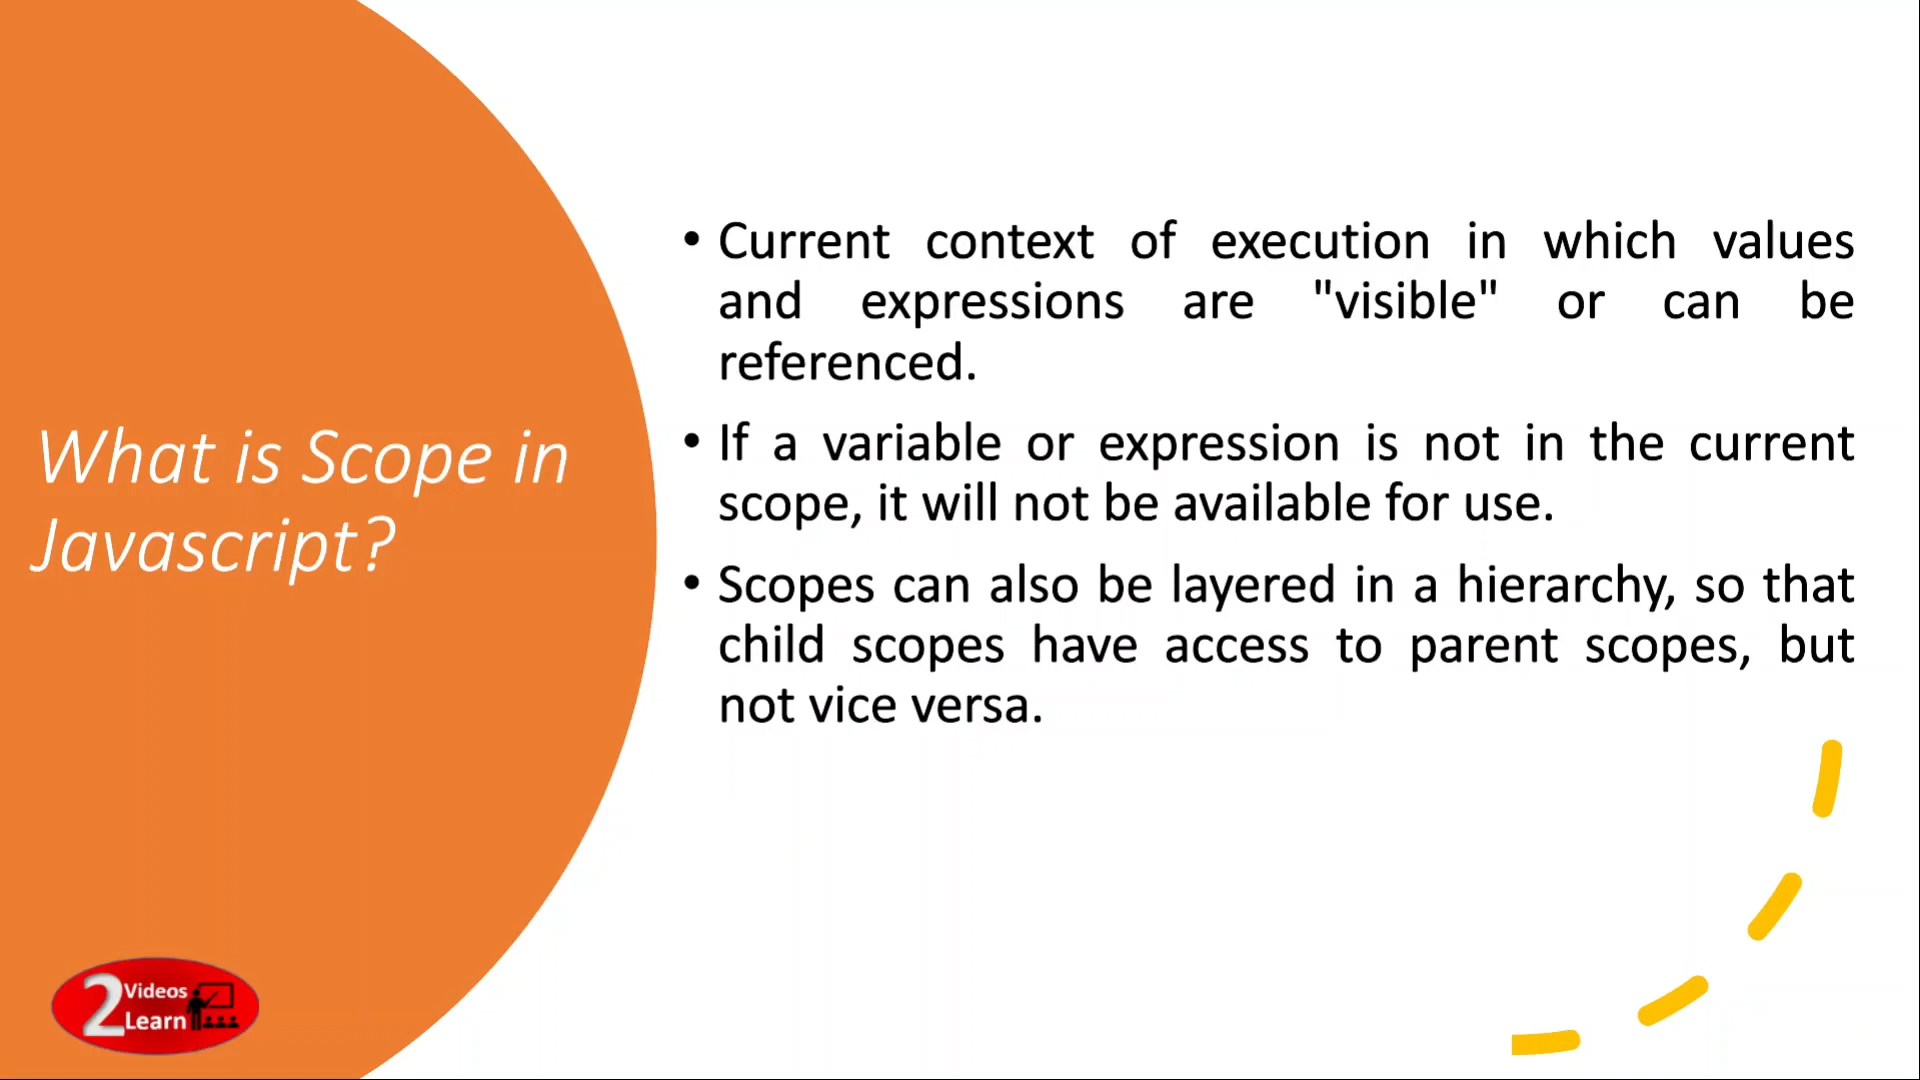 What is Scope in
Javascript?
• Current context of execution in which values
and expressions are "visible" or can be
referenced.
• If a variable or expression is not in the current
scope, it will not be available for use.
• Scopes can also be layered in a hierarchy, so that
child scopes have access to parent scopes, but
not vice versa.
2 Videos
Learn